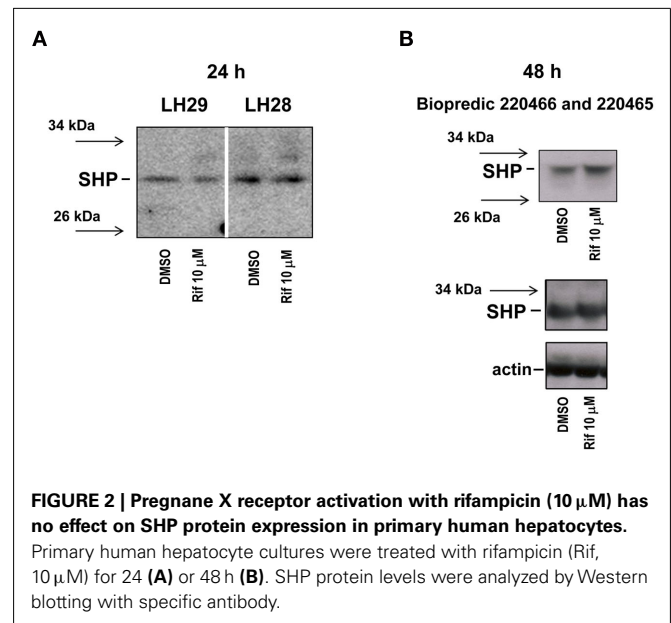 A
24 h
LH29 LH28
34 kDa
SHP –
26 kDa
DMSO
Rif 10 μM
DMSO
Rif 10 μM
B
48 h
Biopredic 220466 and 220465
34 kDa
SHP –
26 kDa
DMSO
Rif 10 μM
34 kDa
SHP –
actin–
DMSO
Rif 10 μM
FIGURE 2 | Pregnane X receptor activation with rifampicin (10 μM) has
no effect on SHP protein expression in primary human hepatocytes.
Primary human hepatocyte cultures were treated with rifampicin (Rif,
10 μM) for 24 (A) or 48 h (B). SHP protein levels were analyzed by Western
blotting with specific antibody.